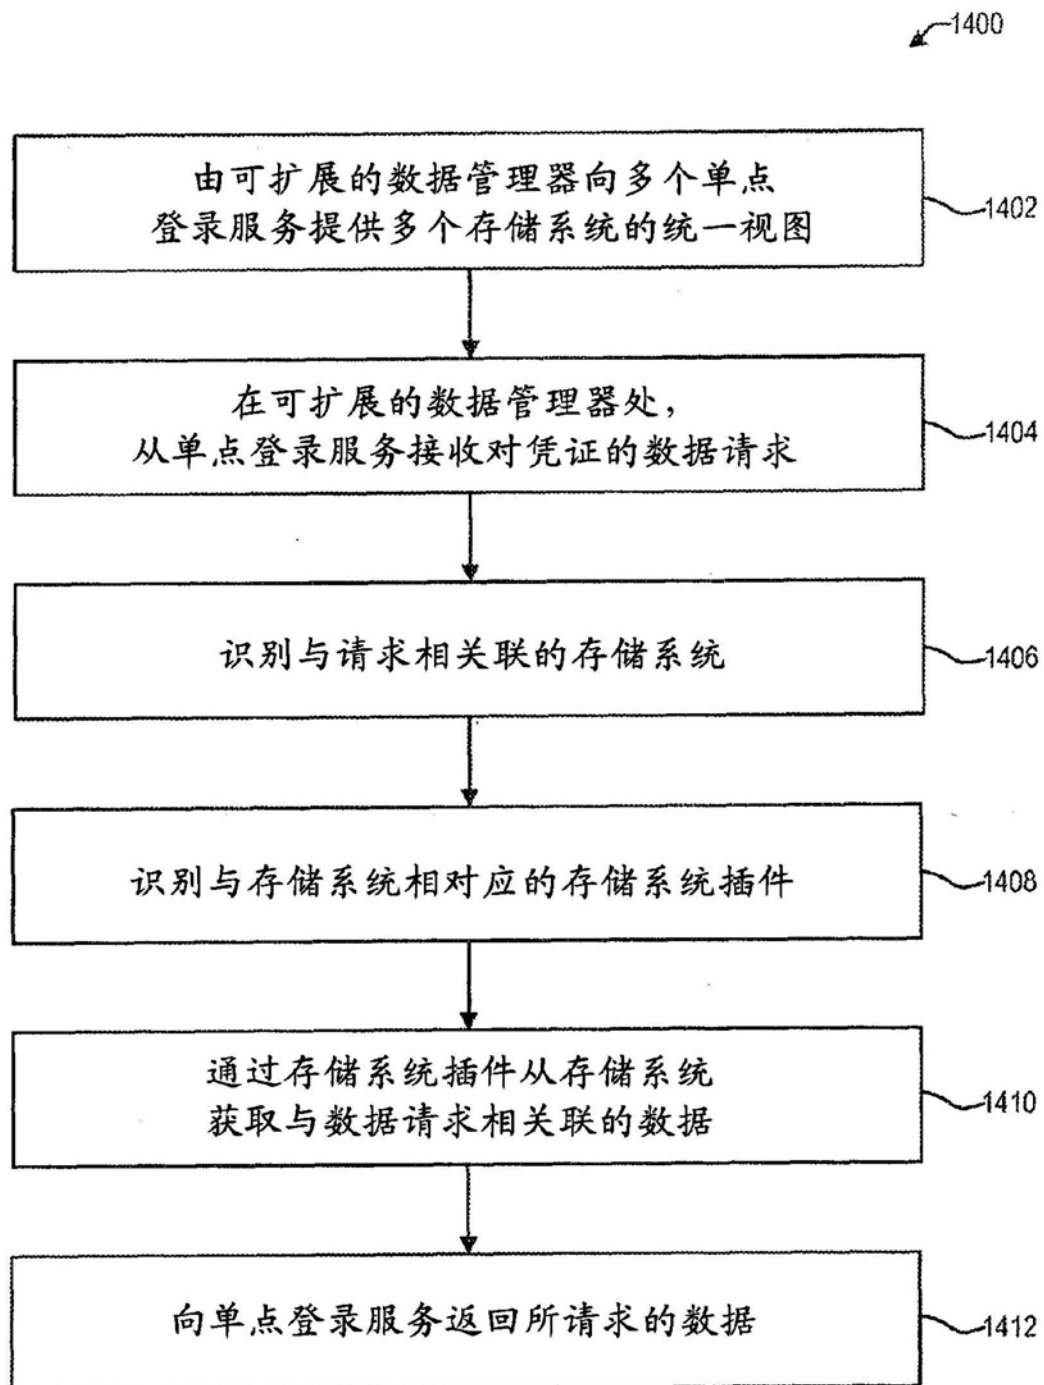 1400
由可扩展的数据管理器向多个单点
登录服务提供多个存储系统的统一视图
1402
在可扩展的数据管理器处，
从单点登录服务接收对凭证的数据请求
1404
识别与请求相关联的存储系统
1406
识别与存储系统相对应的存储系统插件
1408
通过存储系统插件从存储系统
获取与数据请求相关联的数据
1410
向单点登录服务返回所请求的数据
1412